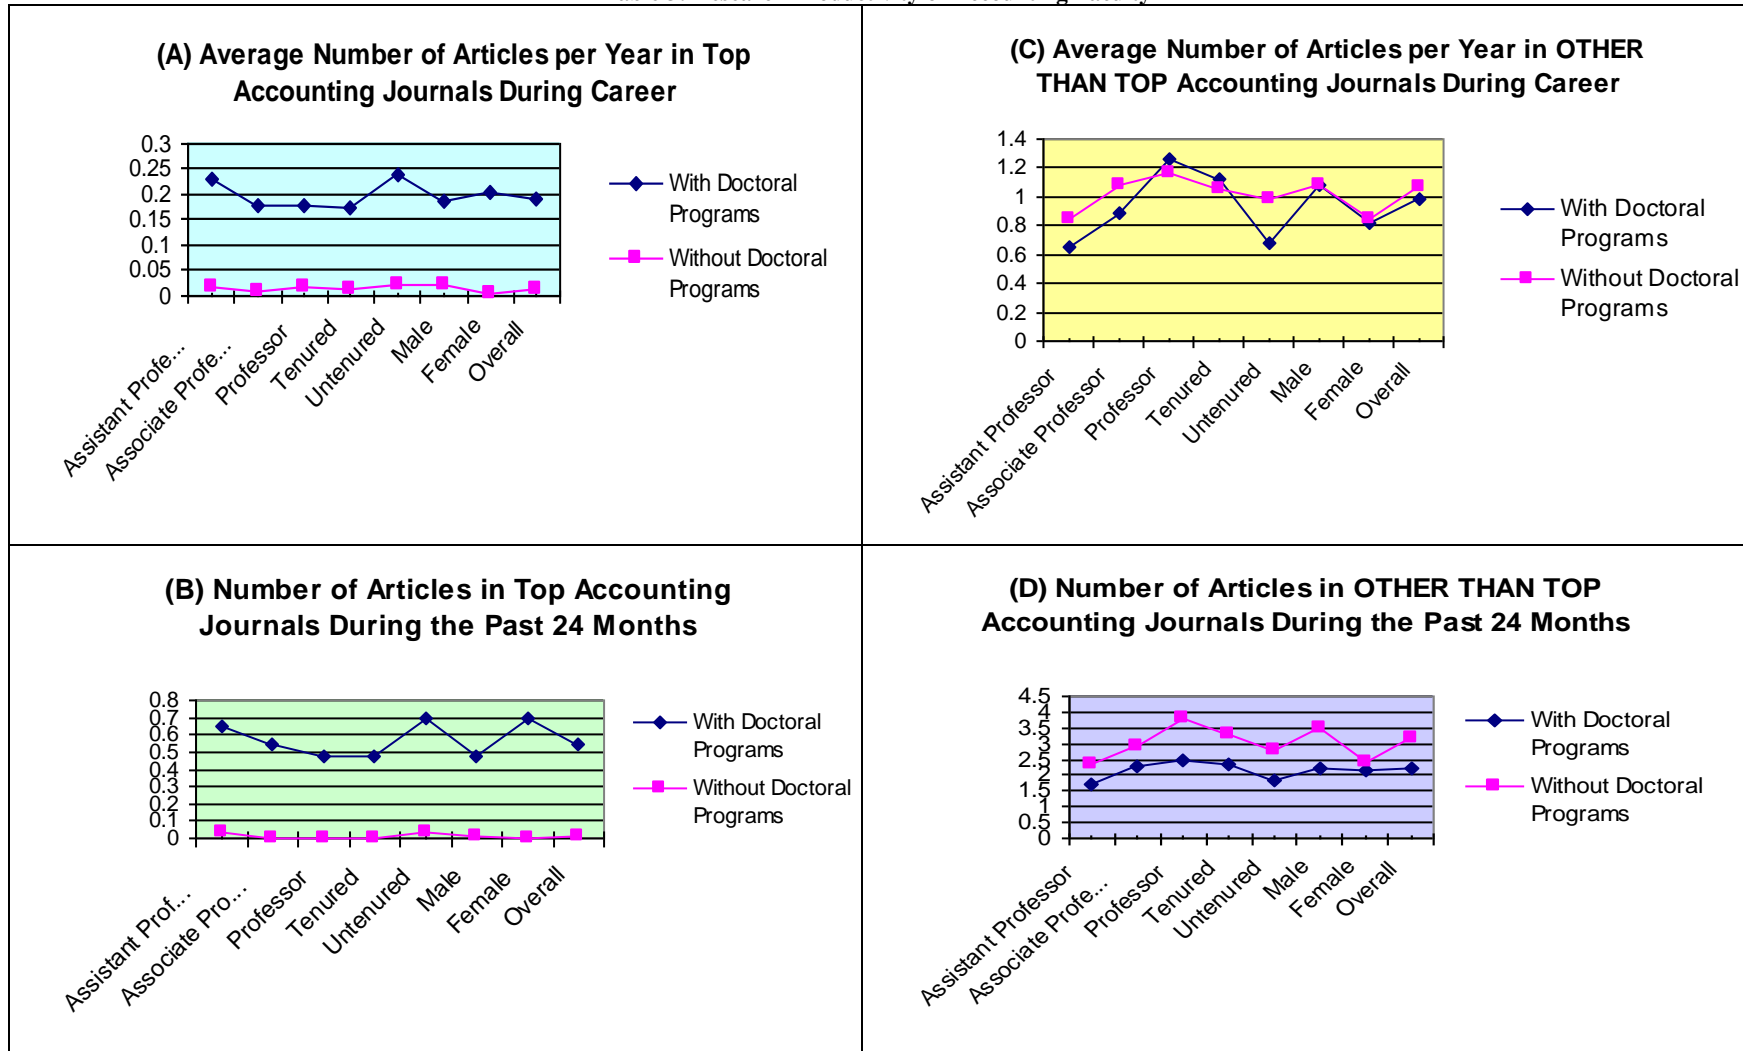 (A) Average Number of Articles per Year in Top
Accounting Journals During Career
0.3
0.25
0.2
0.15
0.1
0.05
0
Assistant Profe...
Associate Profe...
Professor
Tenured
Untenured
Male
Female
Overall
With Doctoral
Programs
Without Doctoral
Programs
(C) Average Number of Articles per Year in OTHER
THAN TOP Accounting Journals During Career
1.4
1.2
1
0.8
0.6
0.4
0.2
0
Assistant Professor
Associate Professor
Professor
Tenured
Untenured
Male
Female
Overall
With Doctoral
Programs
Without Doctoral
Programs
(B) Number of Articles in Top Accounting
Journals During the Past 24 Months
0.8
0.7
0.6
0.5
0.4
0.3
0.2
0.1
0
Assistant Prof...
Associate Pro...
Professor
Tenured
Untenured
Male
Female
Overall
With Doctoral
Programs
Without Doctoral
Programs
(D) Number of Articles in OTHER THAN TOP
Accounting Journals During the Past 24 Months
4.5
4
3.5
3
2.5
2
1.5
1
0.5
0
Assistant Professor
Associate Profe...
Professor
Tenured
Untenured
Male
Female
Overall
With Doctoral
Programs
Without Doctoral
Programs